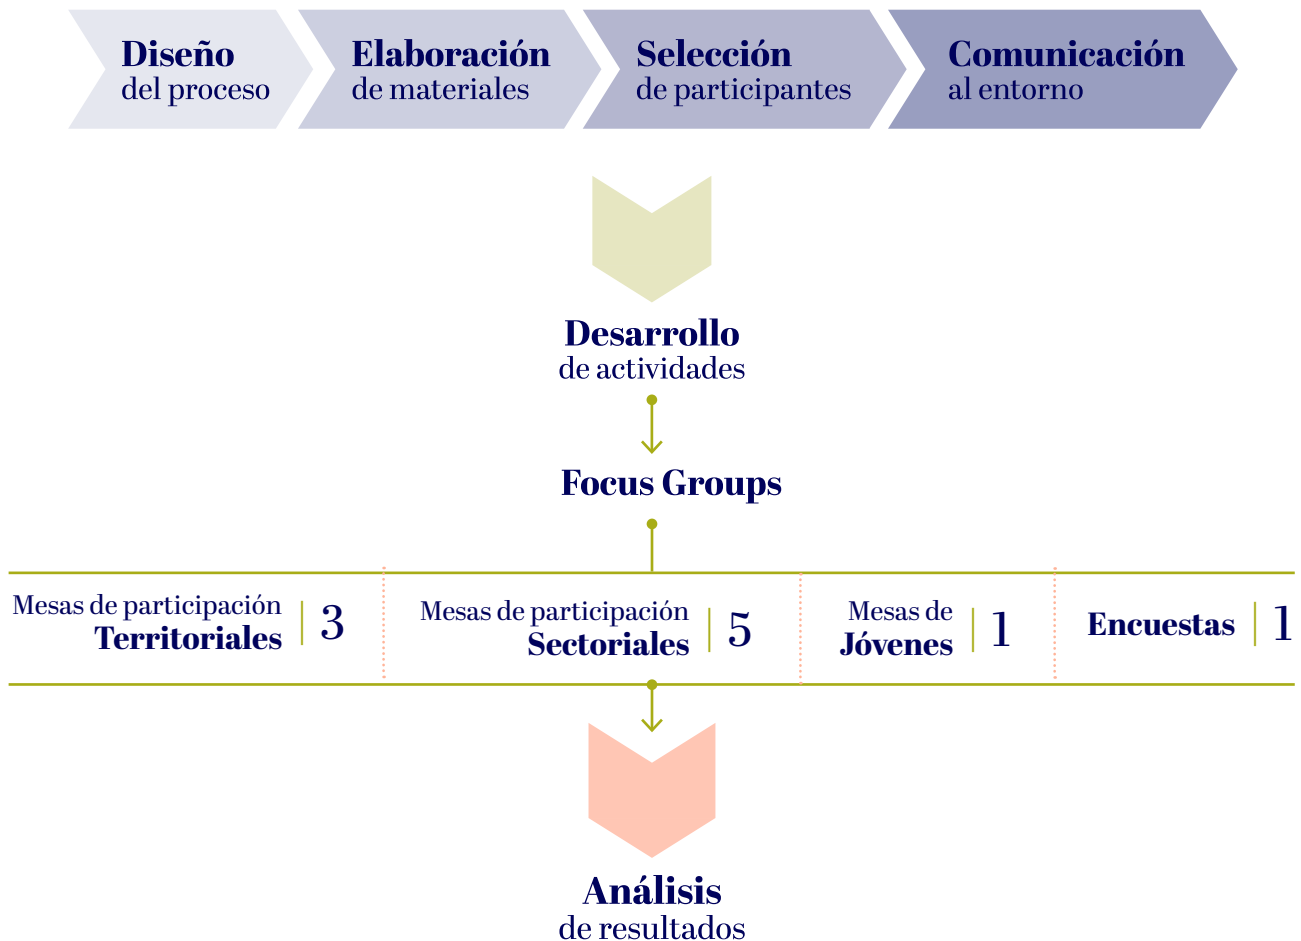 Diseño
del proceso
Elaboración
de materiales
Selección
de participantes
Comunicación
al entorno
Desarrollo
de actividades
Focus Groups
Mesas de participación
Territoriales
3
Mesas de participación
Sectoriales
5
Mesas de
Jóvenes
1
Encuestas
1
Análisis
de resultados